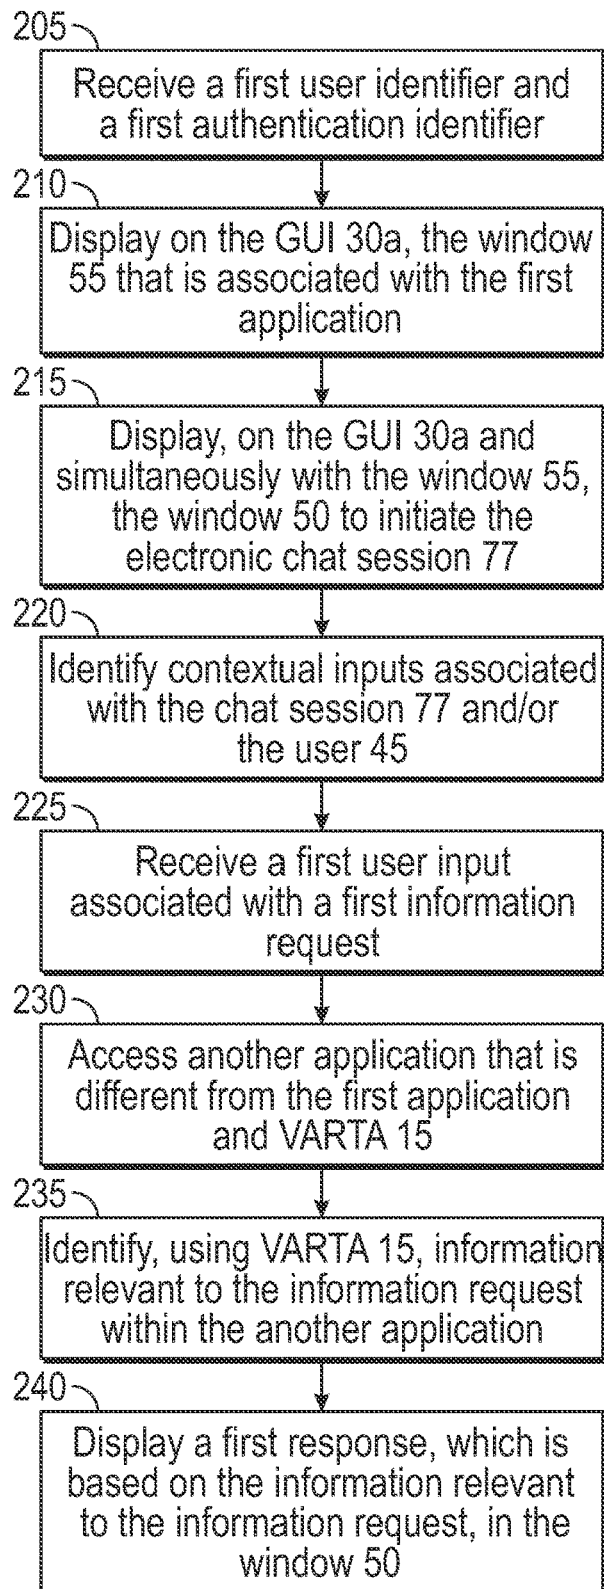 205
Receive a first user identifier and
a first authentication identifier
210
Display on the GUI 30a, the window
55 that is associated with the first
application
215
Display, on the GUI 30a and
simultaneously with the window 55,
the window 50 to initiate the
electronic chat session 77
220
Identify contextual inputs associated
with the chat session 77 and/or
the user 45
225
Receive a first user input
associated with a first information
request
230
Access another application that is
different from the first application
and VARTA 15
235
Identify, using VARTA 15, information
relevant to the information request
within the another application
240
Display a first response, which is
based on the information relevant
to the information request, in the
window 50